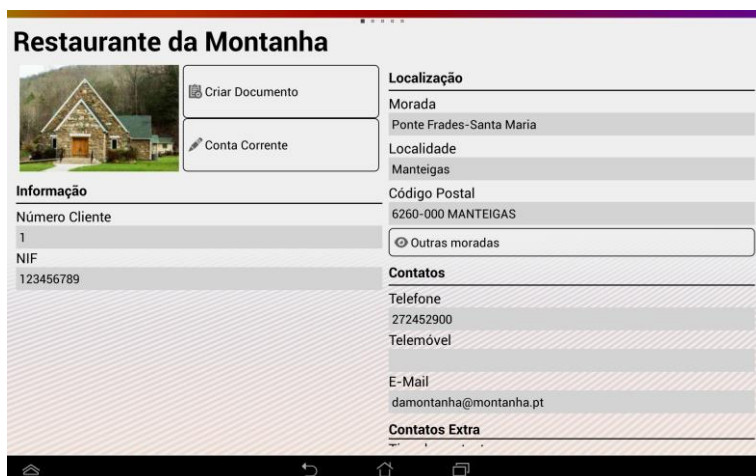 Restaurante da Montanha
Criar Documento
Conta Corrente
Informação
Número Cliente
1
NIF
123456789
Localização
Morada
Ponte Frades-Santa Maria
Localidade
Manteigas
Código Postal
6260-000 MANTEIGAS
Outras moradas
Contatos
Telefone
272452900
Telemóvel
E-Mail
damontanha@montanha.pt
Contatos Extra